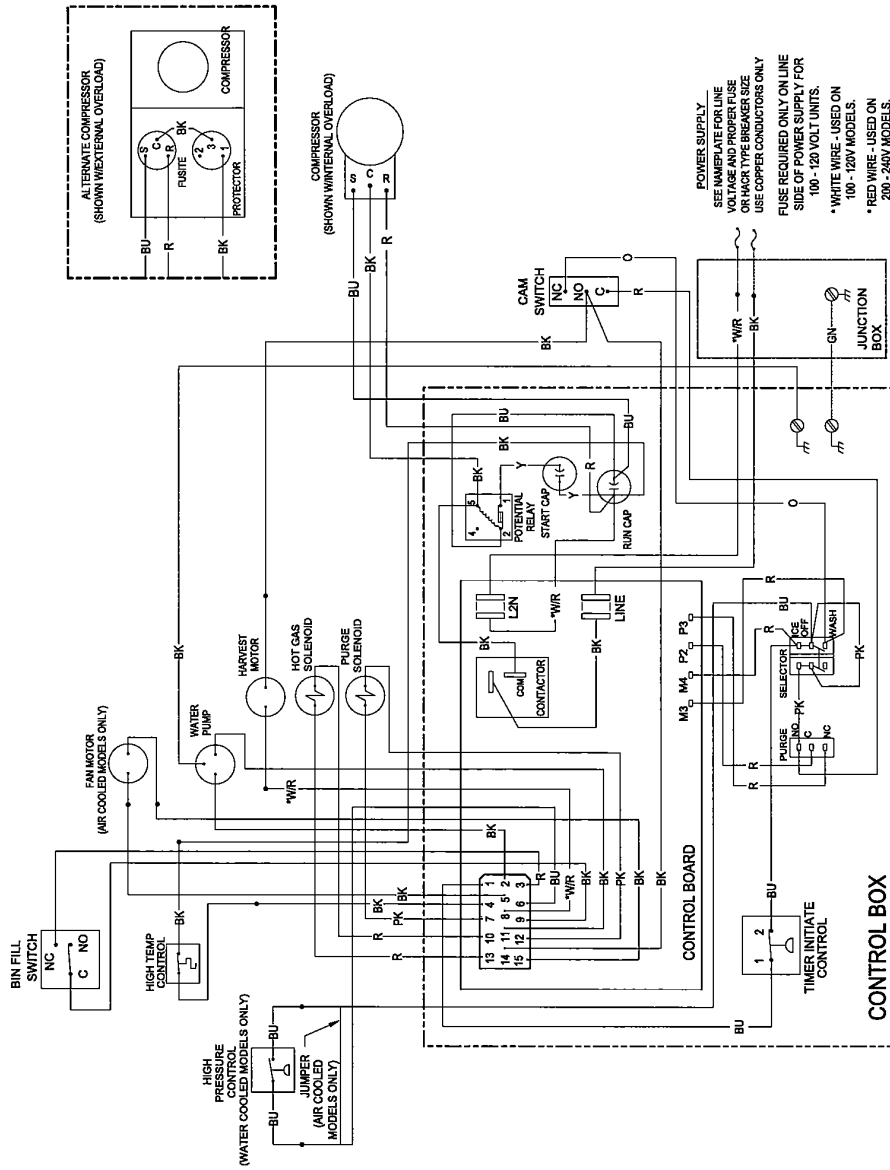 ALTERNATE COMPRESSOR
(SHOWN W/EXTERNAL OVERLOAD)
COMPRESSOR
S
C
R
BK
FUSITE
2
3
1
PROTECTOR
BU
R
BK
COMPRESSOR
(SHOWN W/INTERNAL OVERLOAD)
S
C
R
BU
BK
R
POWER SUPPLY
SEE NAMEPLATE FOR LINE
VOLTAGE AND PROPER FUSE
OR HACR TYPE BREAKER SIZE
USE COPPER CONDUCTORS ONLY
FUSE REQUIRED ONLY ON LINE
SIDE OF POWER SUPPLY FOR
100 - 120 VOLT UNITS.
* WHITE WIRE - USED ON
100 - 120V MODELS.
* RED WIRE - USED ON
200 - 240V MODELS.
CAM
SWITCH
NC
NO
C
O
R
BK
*W/R
BK
GN
JUNCTION
BOX
BK
FAN MOTOR
(AIR COOLED MODELS ONLY)
WATER
PUMP
HARVEST
MOTOR
HOT GAS
SOLENOID
PURGE
SOLENOID
*W/R
BK
BIN FILL
SWITCH
NC
NO
C
HIGH TEMP
CONTROL
BK
HIGH
PRESSURE
CONTROL
(WATER COOLED MODELS ONLY)
BU
BU
JUMPER
(AIR COOLED
MODELS ONLY)
BK
BK
PK
R
R
1 2 3
4 5 6
7 8 9
10 11 12
13 14 15
R
BU
*W/R
BK
BK
PK
BK
BK
POTENTIAL
RELAY
5
4
2
1
BK
Y
START CAP
Y
RUN CAP
BU
BK
R
BU
L2N
*W/R
LINE
BK
BK
CONTACTOR
COM
CONTROL BOARD
M3
M4
P2
P3
R
R
BU
O
SELECTOR
ICE
OFF
WASH
PK
PURGE
NO
C
NC
PK
R
R
BU
TIMER INITIATE
CONTROL
1
2
BU
CONTROL BOX